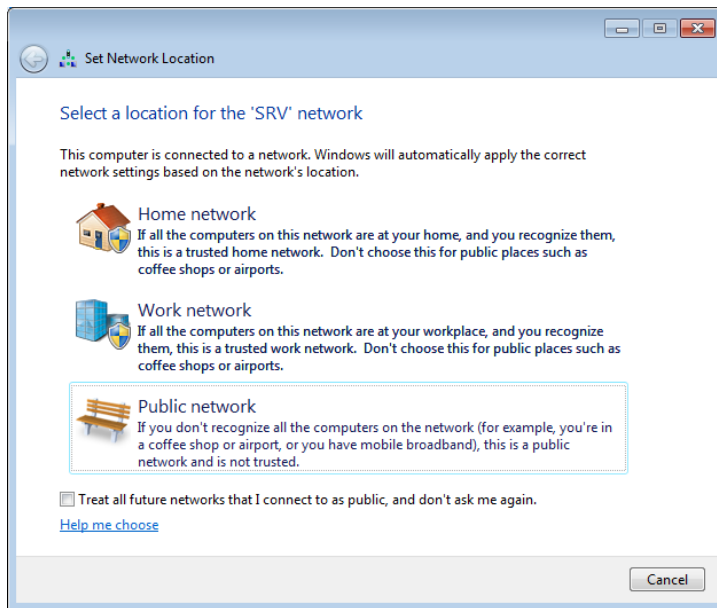 Set Network Location
Select a location for the 'SRV' network
This computer is connected to a network. Windows will automatically apply the correct
network settings based on the network's location.
Home network
If all the computers on this network are at your home, and you recognize them,
this is a trusted home network.  Don't choose this for public places such as
coffee shops or airports.
Work network
If all the computers on this network are at your workplace, and you recognize
them, this is a trusted work network.  Don't choose this for public places such as
coffee shops or airports.
Public network
If you don't recognize all the computers on the network (for example, you're in
a coffee shop or airport, or you have mobile broadband), this is a public
network and is not trusted.
Treat all future networks that I connect to as public, and don't ask me again.
Help me choose
Cancel